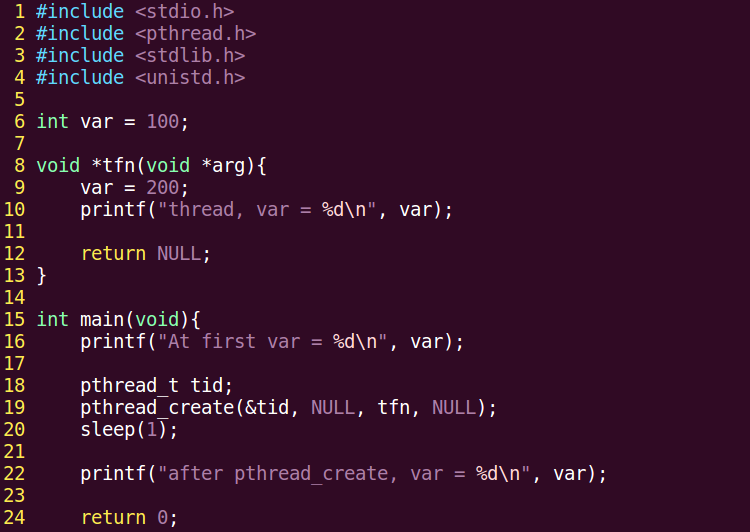 1 #include <stdio.h>
2 #include <pthread.h>
3 #include <stdlib.h>
4 #include <unistd.h>
5
6 int var = 100;
7
8 void *tfn(void *arg){
9     var = 200;
10     printf("thread, var = %d\n", var);
11
12     return NULL;
13 }
14
15 int main(void){
16     printf("At first var = %d\n", var);
17
18     pthread_t tid;
19     pthread_create(&tid, NULL, tfn, NULL);
20     sleep(1);
21
22     printf("after pthread_create, var = %d\n", var);
23
24     return 0;